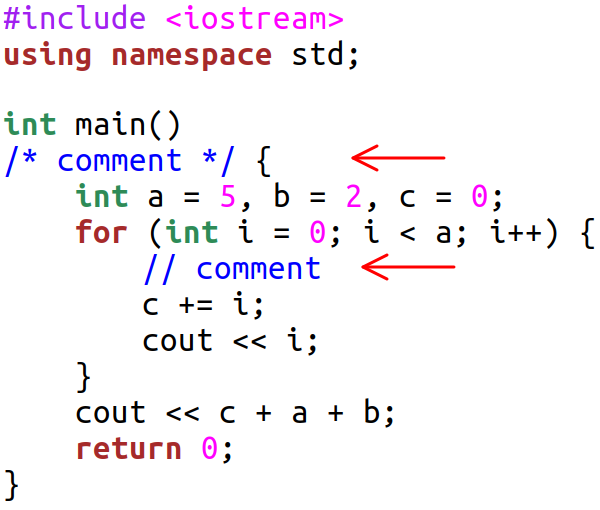 #include <iostream>
using namespace std;

int main()
/* comment */ {
    int a = 5, b = 2, c = 0;
    for (int i = 0; i < a; i++) {
        // comment
        c += i;
        cout << i;
    }
    cout << c + a + b;
    return 0;
}